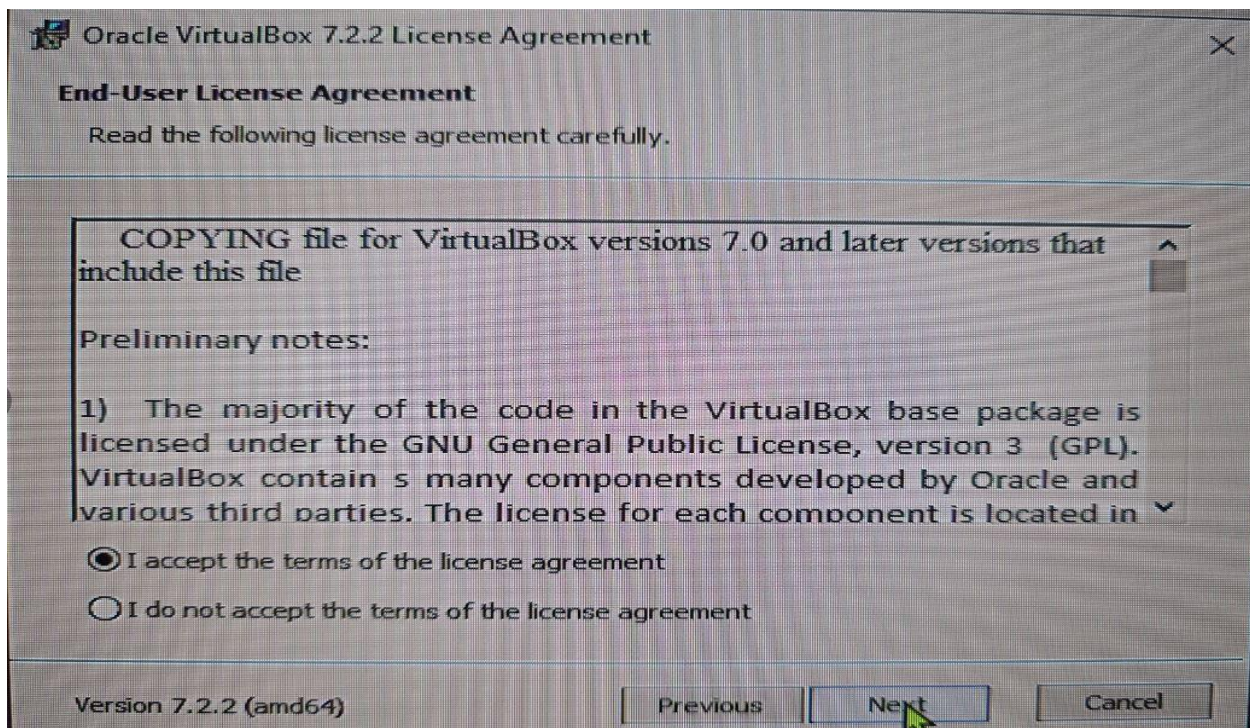 Oracle VirtualBox 7.2.2 License Agreement
End-User License Agreement
Read the following license agreement carefully.
COPYING file for VirtualBox versions 7.0 and later versions that
include this file
Preliminary notes:
1) The majority of the code in the VirtualBox base package is
licensed under the GNU General Public License, version 3 (GPL).
VirtualBox contain s many components developed by Oracle and
various third parties. The license for each component is located in
I accept the terms of the license agreement
I do not accept the terms of the license agreement
Version 7.2.2 (amd64)
Previous
Next
Cancel